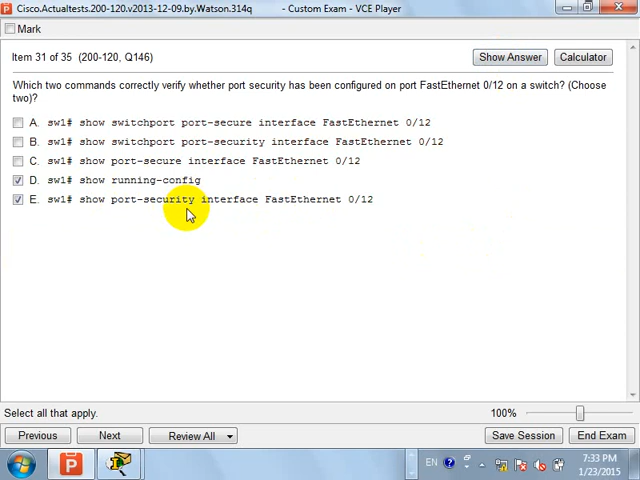 Cisco.Actualtests.200-120.v2013-12-09.by.Watson.314q - Custom Exam - VCE Player
Mark
Item 31 of 35 (200-120, Q146)
Show Answer
Calculator
Which two commands correctly verify whether port security has been configured on port FastEthernet 0/12 on a switch? (Choose
two)?
A. sw1# show switchport port-secure interface FastEthernet 0/12
B. sw1# show switchport port-security interface FastEthernet 0/12
C. sw1# show port-secure interface FastEthernet 0/12
D. sw1# show running-config
E. sw1# show port-security interface FastEthernet 0/12
Select all that apply.
100%
Previous
Next
Review All
Save Session
End Exam
EN
7:33 PM
1/23/2015